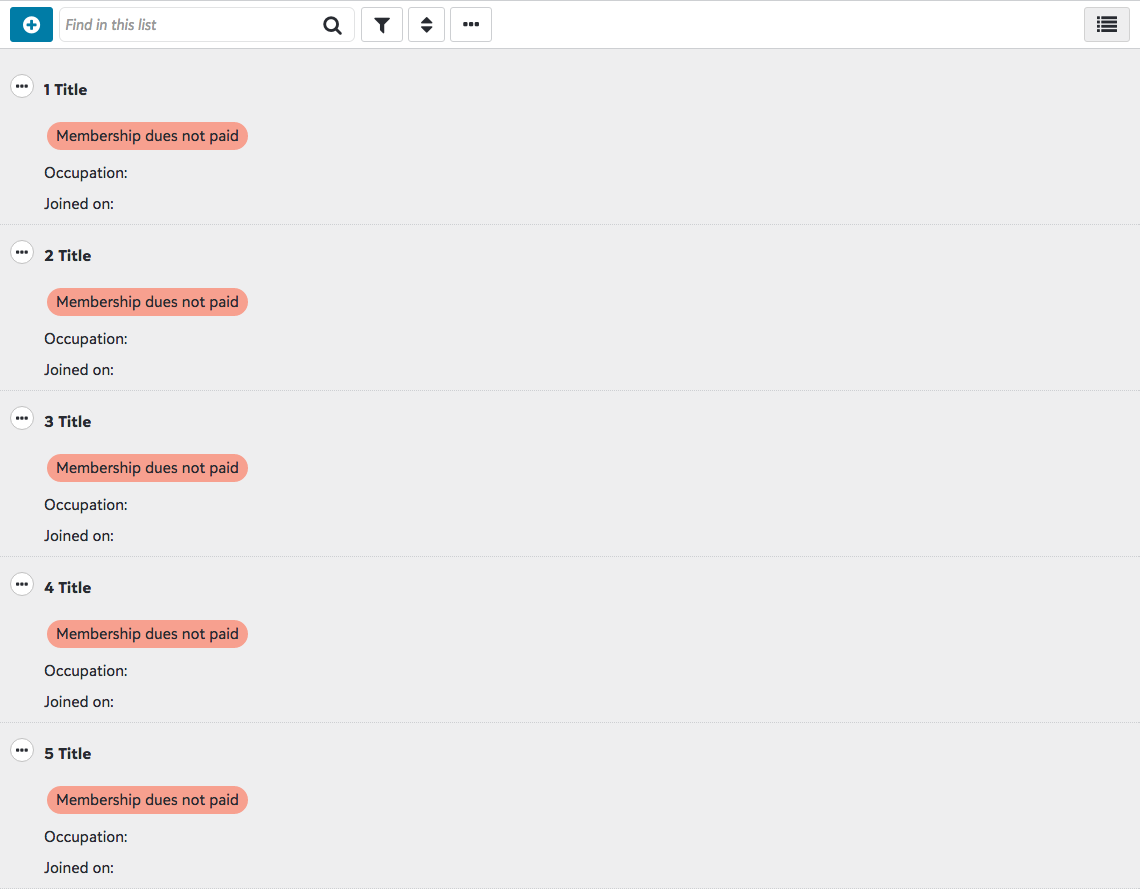 Find in this list
1 Title
Membership dues not paid
Occupation:
Joined on:
2 Title
Membership dues not paid
Occupation:
Joined on:
3 Title
Membership dues not paid
Occupation:
Joined on:
4 Title
Membership dues not paid
Occupation:
Joined on:
5 Title
Membership dues not paid
Occupation:
Joined on: